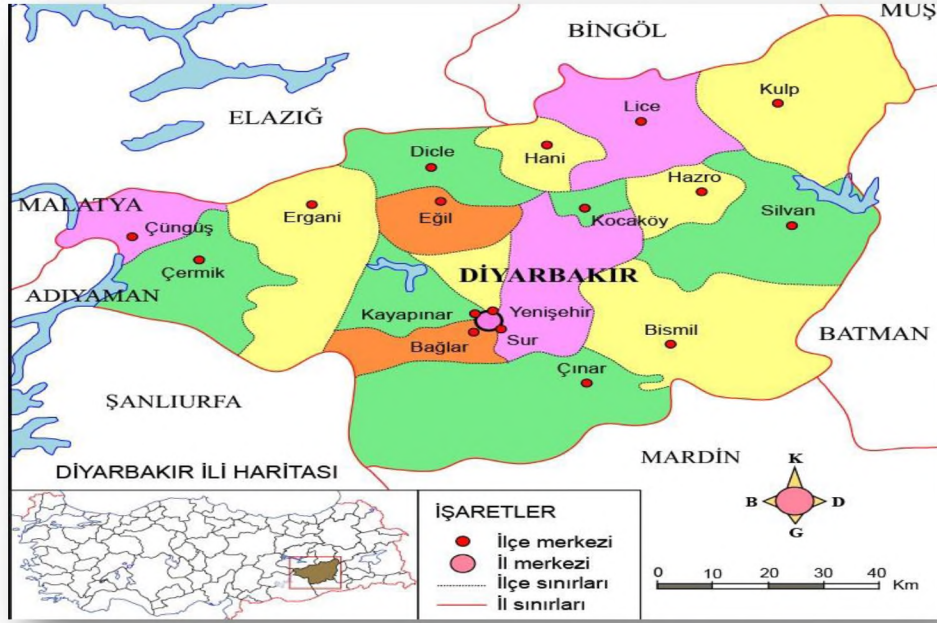 MUŞ
BİNGÖL
Kulp
Lice
ELAZIĞ
Dicle
Hani
Hazro
MALATYA
Ergani
Eğil
Kocaköy
Silvan
Çüngüş
Çermik
DİYARBAKIR
ADIYAMAN
Kayapınar
Yenişehir
Bismil
BATMAN
Bağlar
Sur
Çınar
ŞANLIURFA
MARDİN
DİYARBAKIR İLİ HARİTASI
K
B D
G
İŞARETLER
İlçe merkezi
İl merkezi
İlçe sınırları
İl sınırları
0 10 20 30 40 Km